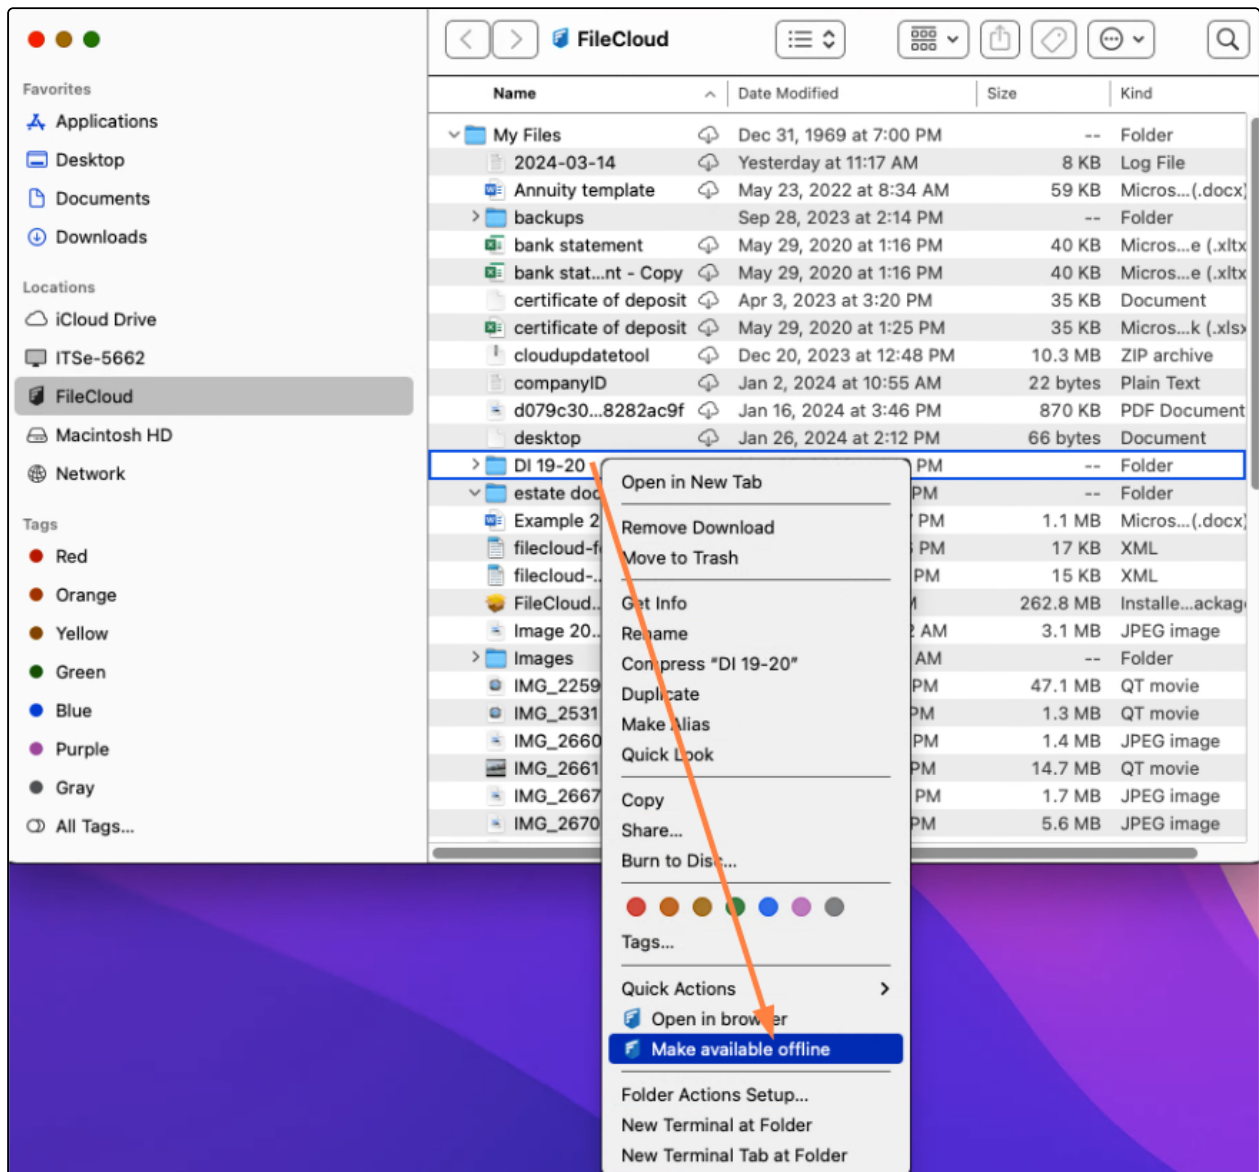 FileCloud
Favorites
Applications
Desktop
Documents
Downloads
Locations
iCloud Drive
ITSe-5662
FileCloud
Macintosh HD
Network
Tags
Red
Orange
Yellow
Green
Blue
Purple
Gray
All Tags...
Name Date Modified Size Kind
My Files Dec 31, 1969 at 7:00 PM -- Folder
2024-03-14 Yesterday at 11:17 AM 8 KB Log File
Annuity template May 23, 2022 at 8:34 AM 59 KB Micros...(.docx)
backups Sep 28, 2023 at 2:14 PM -- Folder
bank statement May 29, 2020 at 1:16 PM 40 KB Micros...e (.xltx
bank stat...nt - Copy May 29, 2020 at 1:16 PM 40 KB Micros...e (.xltx
certificate of deposit Apr 3, 2023 at 3:20 PM 35 KB Document
certificate of deposit May 29, 2020 at 1:25 PM 35 KB Micros...k (.xlsx
cloudupdatetool Dec 20, 2023 at 12:48 PM 10.3 MB ZIP archive
companyID Jan 2, 2024 at 10:55 AM 22 bytes Plain Text
d079c30...8282ac9f Jan 16, 2024 at 3:46 PM 870 KB PDF Document
desktop Jan 26, 2024 at 2:12 PM 66 bytes Document
DI 19-20 PM -- Folder
estate doc PM -- Folder
Example 2 PM 1.1 MB Micros...(.docx)
filecloud-f PM 17 KB XML
filecloud-.. PM 15 KB XML
FileCloud.. 262.8 MB Installe...ackag
Image 20.. AM 3.1 MB JPEG image
Images AM -- Folder
IMG_2259 PM 47.1 MB QT movie
IMG_2531 PM 1.3 MB QT movie
IMG_2660 PM 1.4 MB JPEG image
IMG_2661 PM 14.7 MB QT movie
IMG_2667 PM 1.7 MB JPEG image
IMG_2670 PM 5.6 MB JPEG image
Open in New Tab
Remove Download
Move to Trash
Get Info
Rename
Compress “DI 19-20”
Duplicate
Make Alias
Quick Look
Copy
Share...
Burn to Disc...
Tags...
Quick Actions
Open in browser
Make available offline
Folder Actions Setup...
New Terminal at Folder
New Terminal Tab at Folder